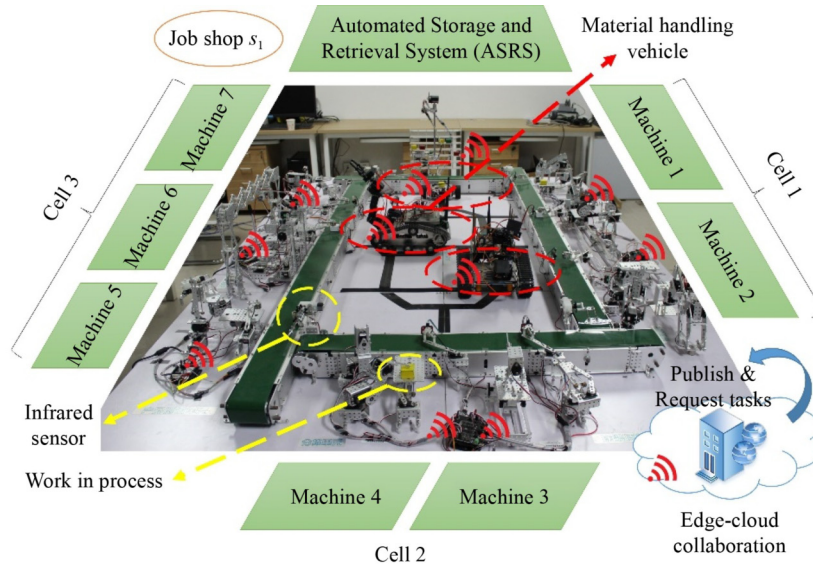 Job shop s₁
Automated Storage and
Retrieval System (ASRS)
Material handling
vehicle
Machine 7
Machine 6
Machine 5
Cell 3
Machine 1
Machine 2
Cell 1
Infrared
sensor
Work in process
Publish &
Request tasks
Machine 4
Machine 3
Cell 2
Edge-cloud
collaboration